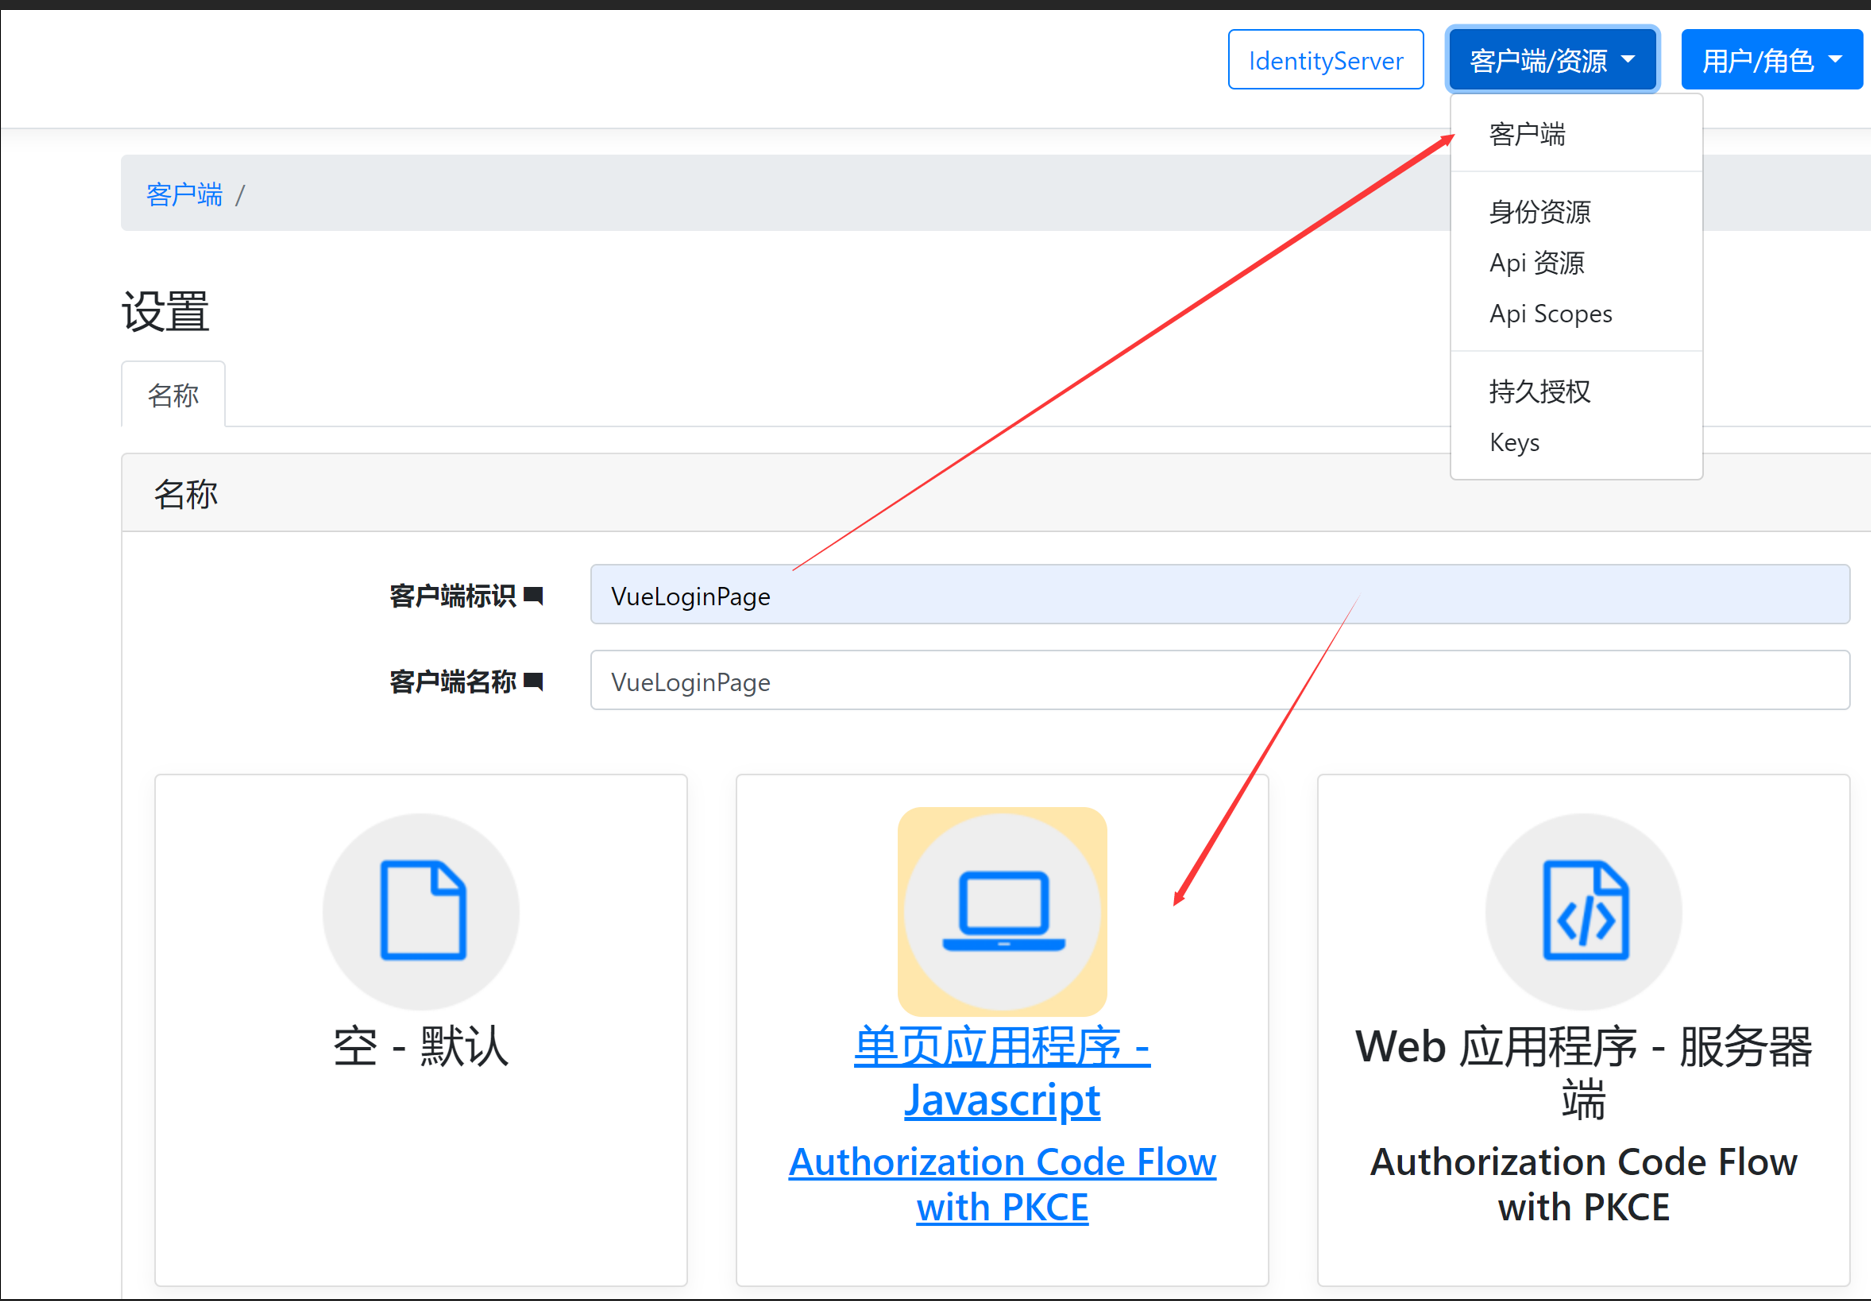 IdentityServer
客户端/资源
用户/角色
客户端
身份资源
Api 资源
Api Scopes
持久授权
Keys
客户端 /
设置
名称
名称
客户端标识
VueLoginPage
客户端名称
VueLoginPage
空 - 默认
单页应用程序 -
Javascript
Authorization Code Flow
with PKCE
Web 应用程序 - 服务器
端
Authorization Code Flow
with PKCE